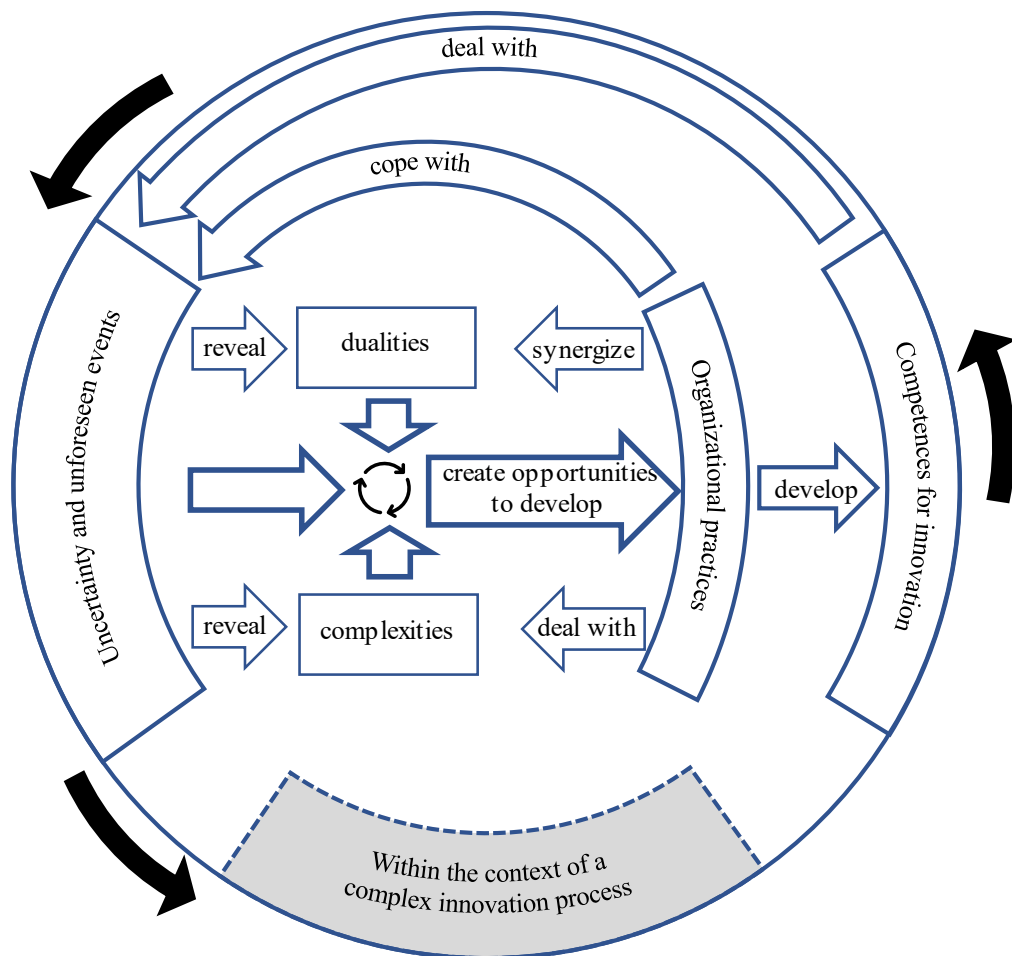 deal with
cope with
reveal
dualities
synergize
Uncertainty and unforeseen events
create opportunities
to develop
Organizational practices
develop
Competences for innovation
reveal
complexities
deal with
Within the context of a
complex innovation process